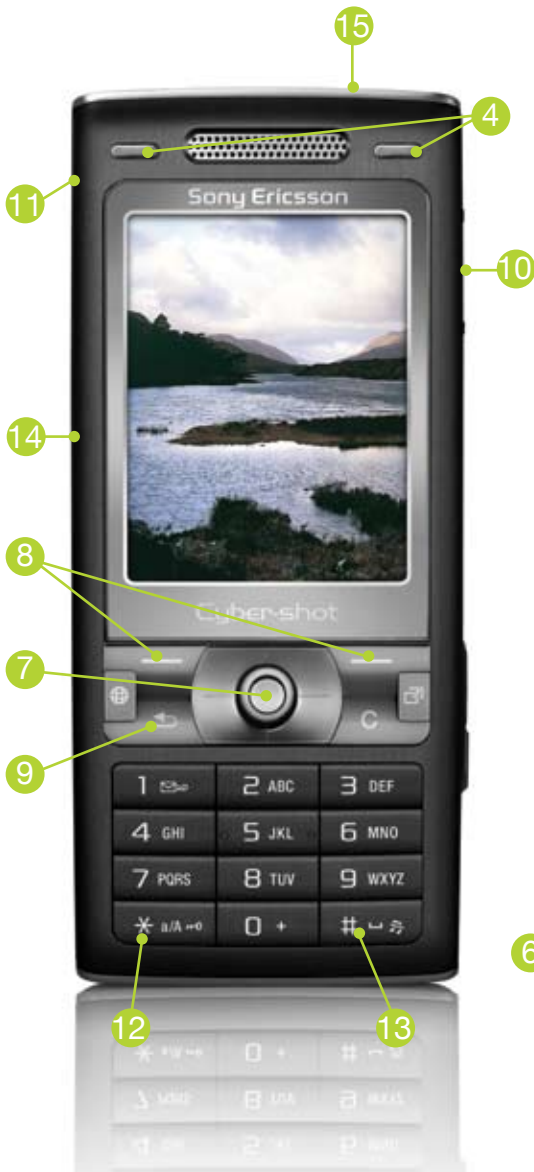 15
4
11
Sony Ericsson
10
14
8
Cyber-shot
7
C
9
1
2 ABC
3 DEF
4 GHI
5 JKL
6 MNO
7 PQRS
8 TUV
9 WXYZ
* a/A
0 +
#
6
12
13